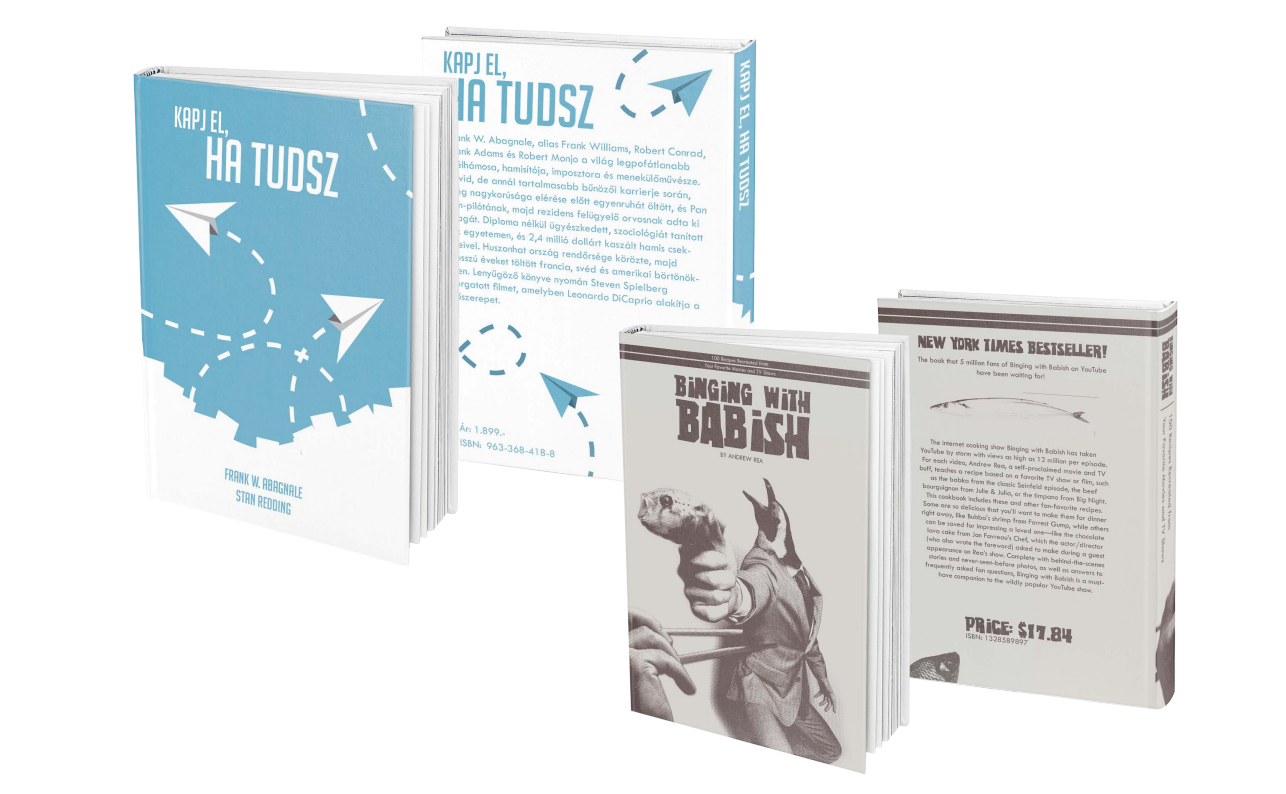 KAPJ EL,
HA TUDSZ
FRANK W. ABAGNALE
STAN REDDING
KAPJ EL,
HA TUDSZ
W. Abagnale, alias Frank Williams, Robert Conrad,
Adams és Robert Monjo a világ legpofátlanabb
hamisítója, imposztora és menekülőművésze.
de annál tartalmasabb bűnözői karrierje során,
nagykorúsága elérése előtt egyenruhát öltött, és Pan
majd rezidens felügyelő orvosnak adta ki
Diploma nélkül ügyészkedett, szociológiát tanított
egyetemen, és 2,4 millió dollárt kaszált hamis csek-
Huszonhat ország rendőrsége körözte, majd
éveket töltött francia, svéd és amerikai börtönök-
Lenyűgöző könyve nyomán Steven Spielberg
filmet, amelyben Leonardo DiCaprio alakítja a
Ár: 1.899.-
ISBN: 963-368-418-8
KAPJ EL, HA TUDSZ
100 Recipes Recreated from
Your Favorite Movies and TV Shows
BINGING WITH
BABISH
BY ANDREW REA
NEW YORK TIMES BESTSELLER!
The book that 5 million fans of Binging with Babish on YouTube
have been waiting for!
The internet cooking show Binging with Babish has taken
YouTube by storm with views as high as 12 million per episode.
For each video, Andrew Rea, a self-proclaimed movie and TV
buff, teaches a recipe based on a favorite TV show or film, such
as the babka from the classic Seinfeld episode, the beef
bourguignon from Julie & Julia, or the timpano from Big Night.
This cookbook includes these and other fan-favorite recipes.
Some are so delicious that you'll want to make them for dinner
right away, like Bubba's shrimp from Forrest Gump, while others
can be saved for impressing a loved one—like the chocolate
lava cake from Jon Favreau's Chef, which the actor/director
(who also wrote the foreword) asked to make during a guest
appearance on Rea's show. Complete with behind-the-scenes
stories and never-seen-before photos, as well as answers to
frequently asked fan questions, Binging with Babish is a must-
have companion to the wildly popular YouTube show.
PRICE: $17.84
ISBN: 1328589897
BINGING WITH
BABISH
100 Recipes Recreated from
Your Favorite Movies and TV Shows